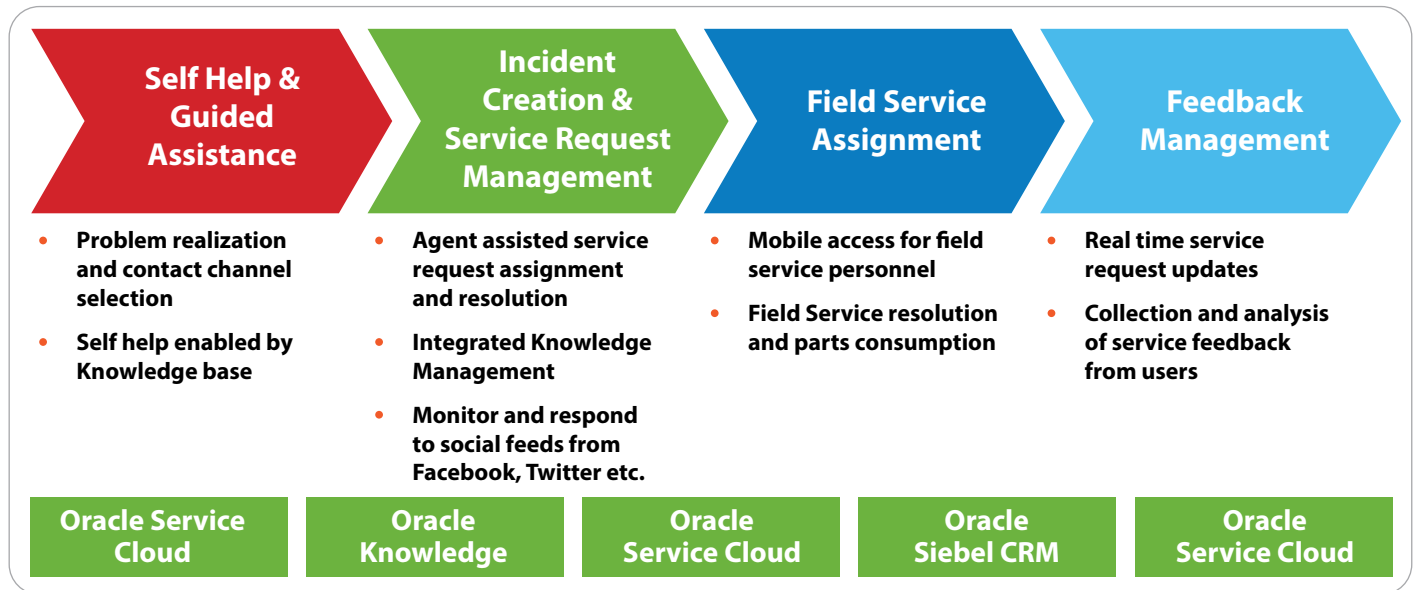 Self Help &
Guided
Assistance
Incident
Creation &
Service Request
Management
Field Service
Assignment
Feedback
Management
• Problem realization
and contact channel
selection
• Self help enabled by
Knowledge base
• Agent assisted service
request assignment
and resolution
• Integrated Knowledge
Management
• Monitor and respond
to social feeds from
Facebook, Twitter etc.
• Mobile access for field
service personnel
• Field Service resolution
and parts consumption
• Real time service
request updates
• Collection and analysis
of service feedback
from users
Oracle Service
Cloud
Oracle
Knowledge
Oracle
Service Cloud
Oracle
Siebel CRM
Oracle
Service Cloud